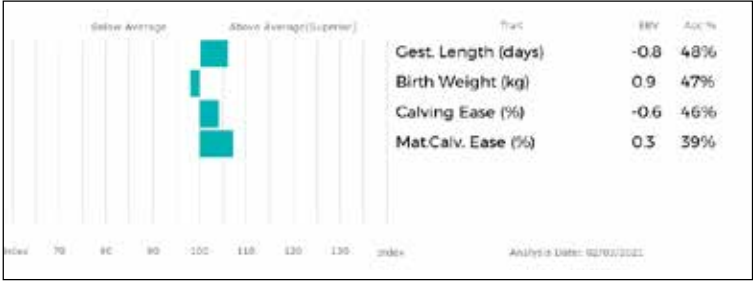 Below Average Above Average(Superior) Trait EBV Acc %
Gest. Length (days) -0.8 48%
Birth Weight (kg) 0.9 47%
Calving Ease (%) -0.6 46%
Mat.Calv. Ease (%) 0.3 39%
Index 70 80 90 100 110 120 130 Index Analysis Date: 02/03/2021